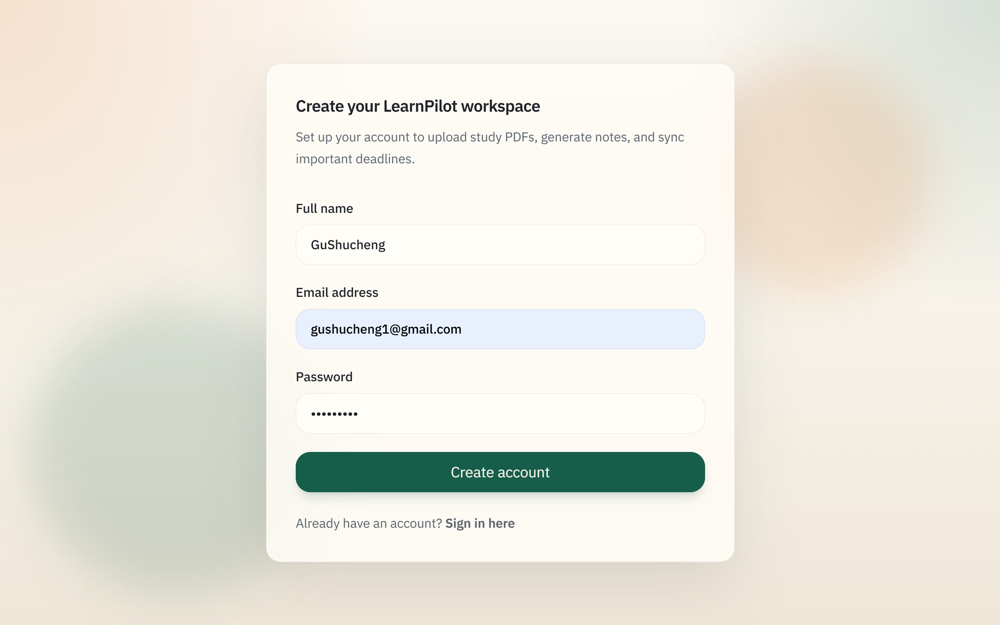 Create your LearnPilot workspace
Set up your account to upload study PDFs, generate notes, and sync
important deadlines.
Full name
GuShucheng
Email address
gushucheng1@gmail.com
Password
•••••••••
Create account
Already have an account? Sign in here